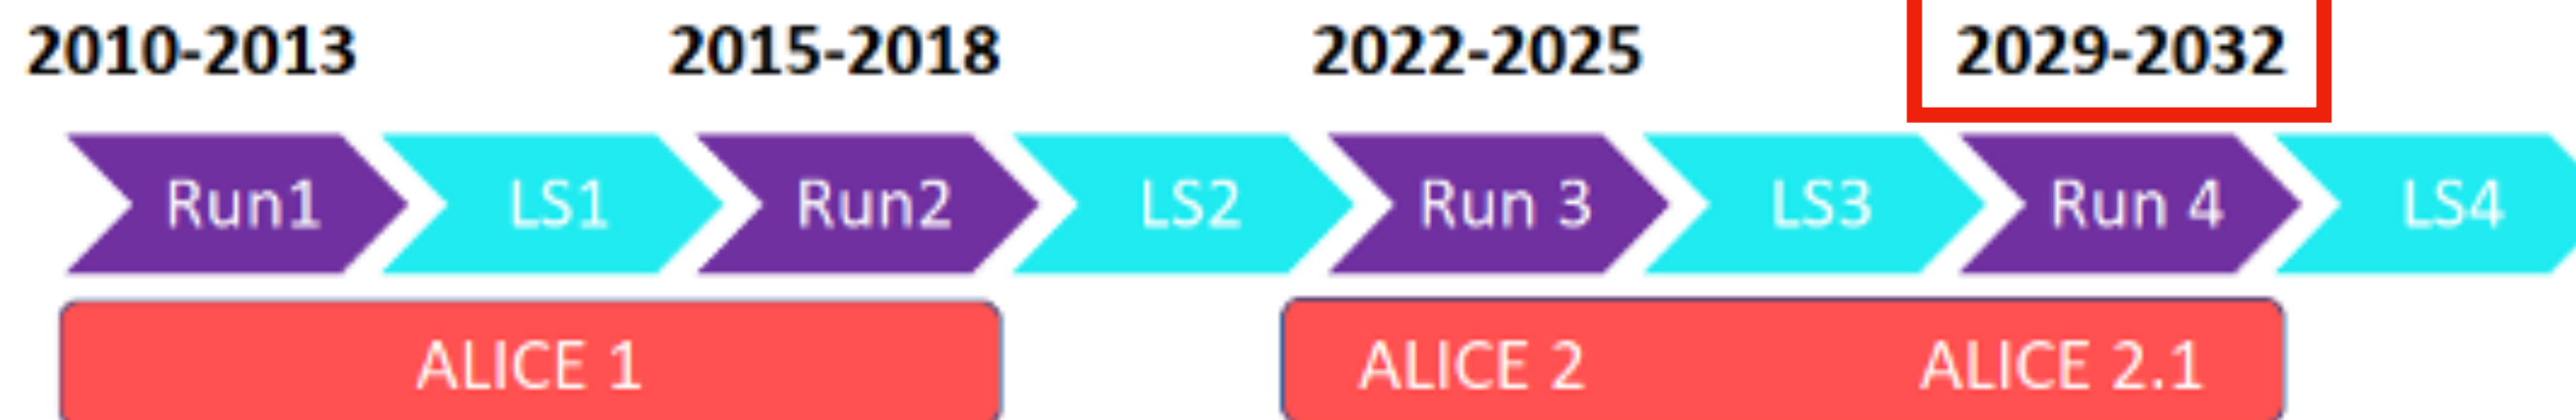 2010-2013 2015-2018 2022-2025 2029-2032
Run1 LS1 Run2 LS2 Run 3 LS3 Run 4 LS4
ALICE 1 ALICE 2 ALICE 2.1